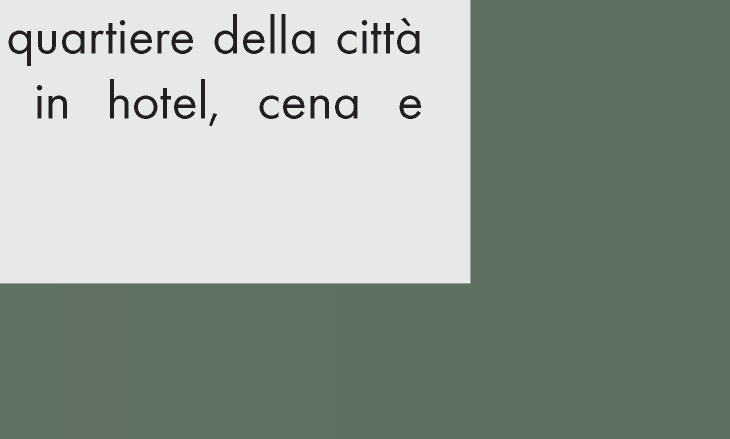 quartiere della città
in hotel, cena e